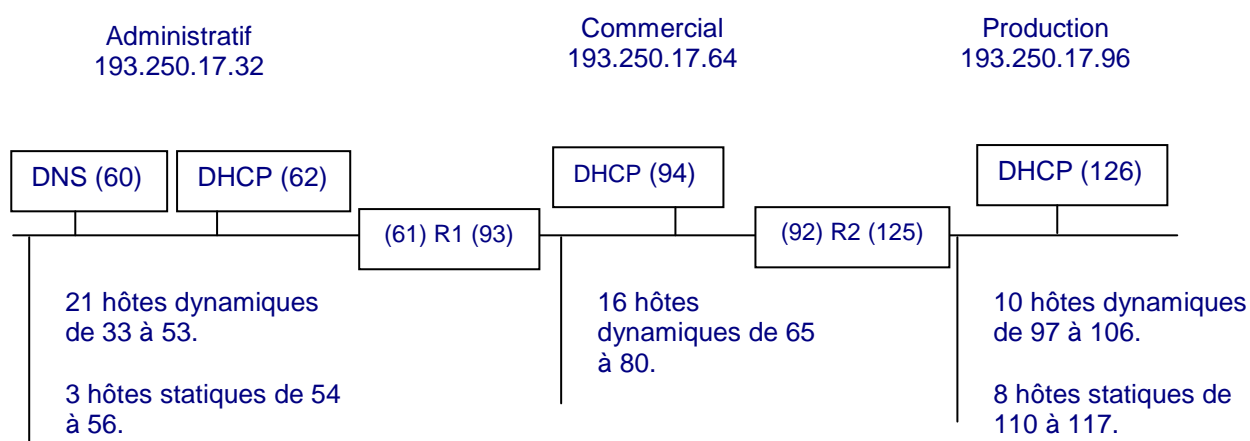 Administratif
193.250.17.32
Commercial
193.250.17.64
Production
193.250.17.96
DNS (60)
DHCP (62)
DHCP (94)
DHCP (126)
(61) R1 (93)
(92) R2 (125)
21 hôtes dynamiques
de 33 à 53.
3 hôtes statiques de 54
à 56.
16 hôtes
dynamiques de 65
à 80.
10 hôtes dynamiques
de 97 à 106.
8 hôtes statiques de
110 à 117.